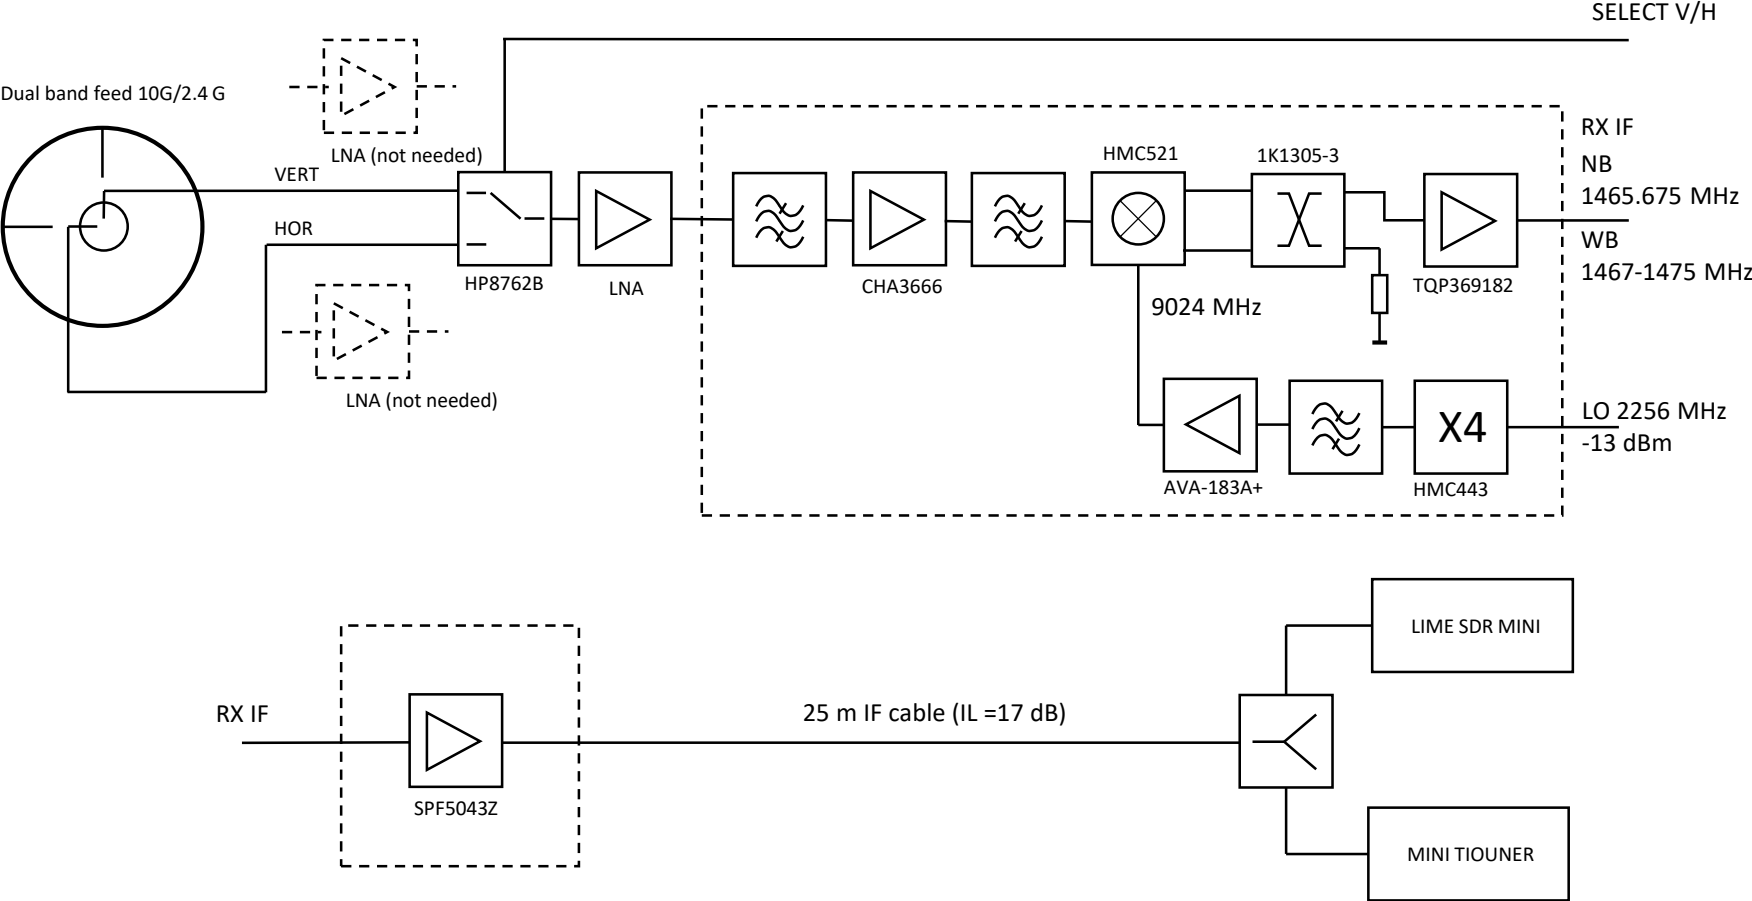 SELECT V/H
Dual band feed 10G/2.4 G
LNA (not needed)
VERT
HOR
HP8762B
LNA
LNA (not needed)
CHA3666
HMC521
1K1305-3
TQP369182
9024 MHz
AVA-183A+
X4
HMC443
RX IF
NB
1465.675 MHz
WB
1467-1475 MHz
LO 2256 MHz
-13 dBm
RX IF
SPF5043Z
25 m IF cable (IL =17 dB)
LIME SDR MINI
MINI TIOUNER